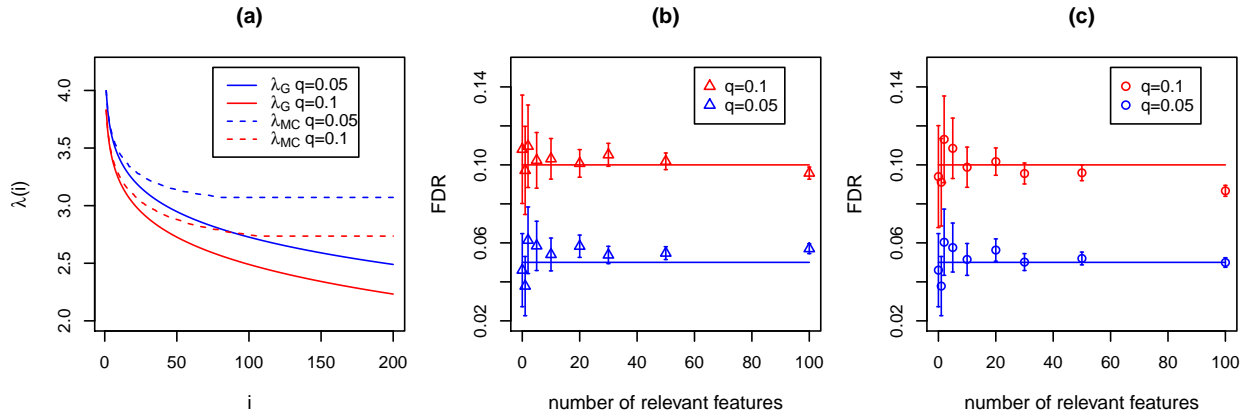 (a)
λ(i)
4.0
3.5
3.0
2.5
2.0
λG q=0.05
λG q=0.1
λMC q=0.05
λMC q=0.1
0 50 100 150 200
i
(b)
FDR
0.14
0.10
0.06
0.02
q=0.1
q=0.05
0 20 40 60 80 100
number of relevant features
(c)
FDR
0.14
0.10
0.06
0.02
q=0.1
q=0.05
0 20 40 60 80 100
number of relevant features